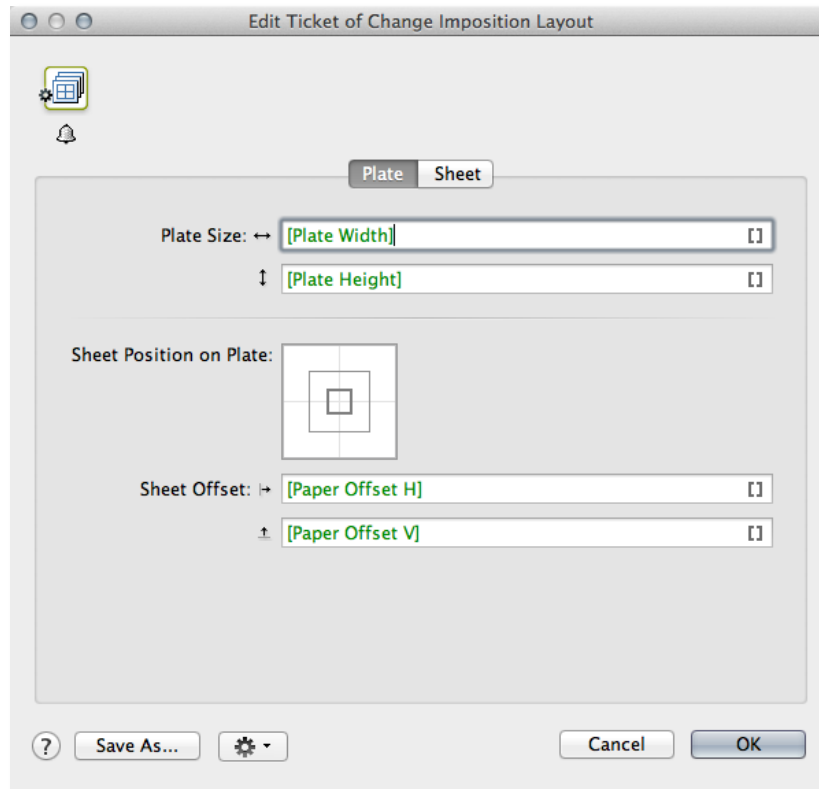 Edit Ticket of Change Imposition Layout
Plate Sheet
Plate Size: ↔ [Plate Width] []
↕ [Plate Height] []
Sheet Position on Plate:
Sheet Offset: ↦ [Paper Offset H] []
↥ [Paper Offset V] []
? Save As... Cancel OK